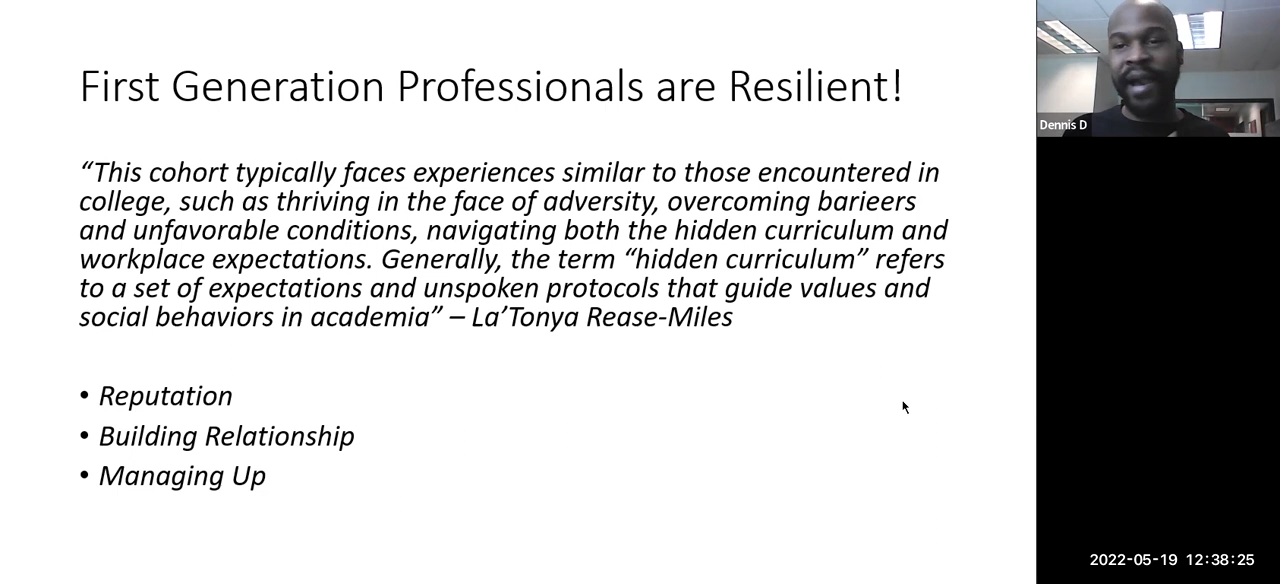 First Generation Professionals are Resilient!
“This cohort typically faces experiences similar to those encountered in
college, such as thriving in the face of adversity, overcoming barieers
and unfavorable conditions, navigating both the hidden curriculum and
workplace expectations. Generally, the term “hidden curriculum” refers
to a set of expectations and unspoken protocols that guide values and
social behaviors in academia” – La’Tonya Rease-Miles
• Reputation
• Building Relationship
• Managing Up
Dennis D
2022-05-19 12:38:25